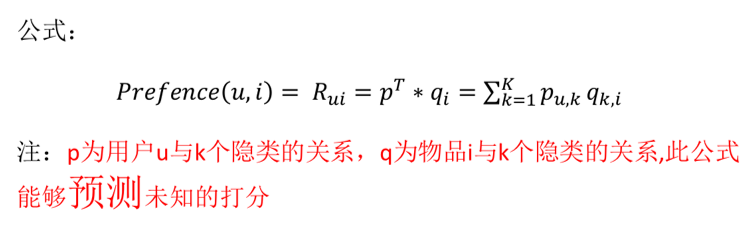 公式：
Prefence(u, i) = R_{ui} = p^T * q_i = ∑_{k=1}^{K} p_{u,k} q_{k,i}
注：p为用户u与k个隐类的关系，q为物品i与k个隐类的关系,此公式
能够预测未知的打分